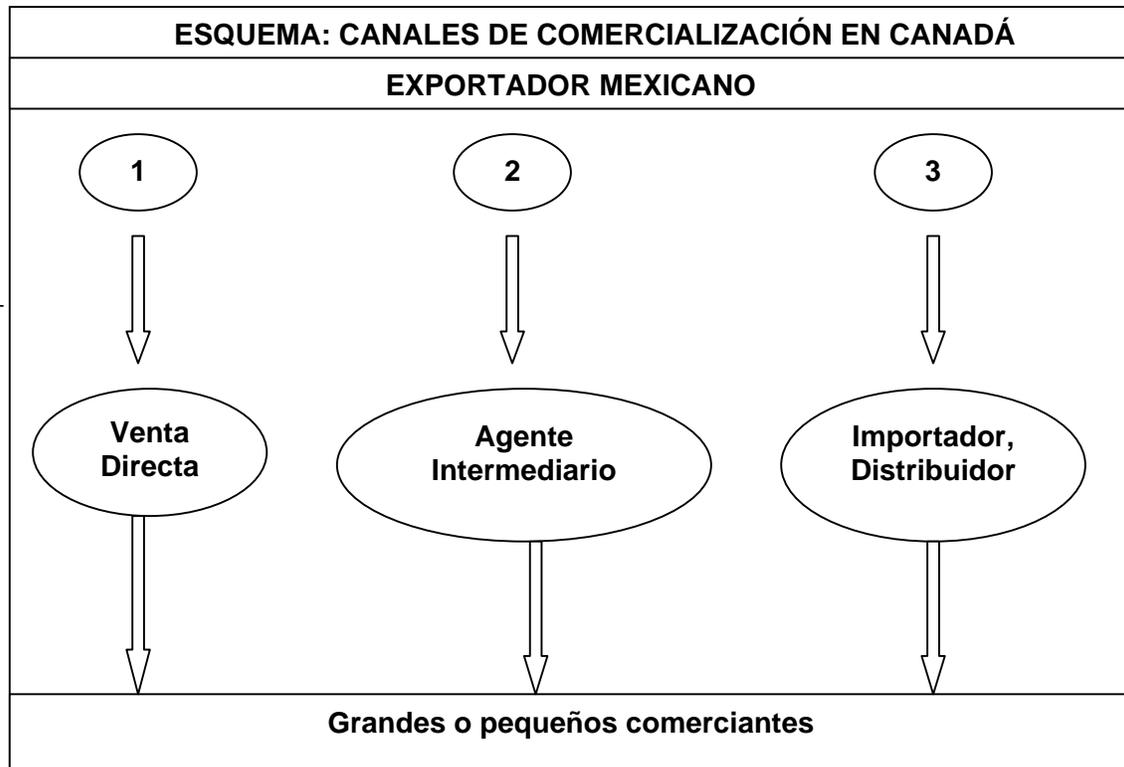 ESQUEMA: CANALES DE COMERCIALIZACIÓN EN CANADÁ
EXPORTADOR MEXICANO
1
2
3
Venta
Directa
Agente
Intermediario
Importador,
Distribuidor
Grandes o pequeños comerciantes